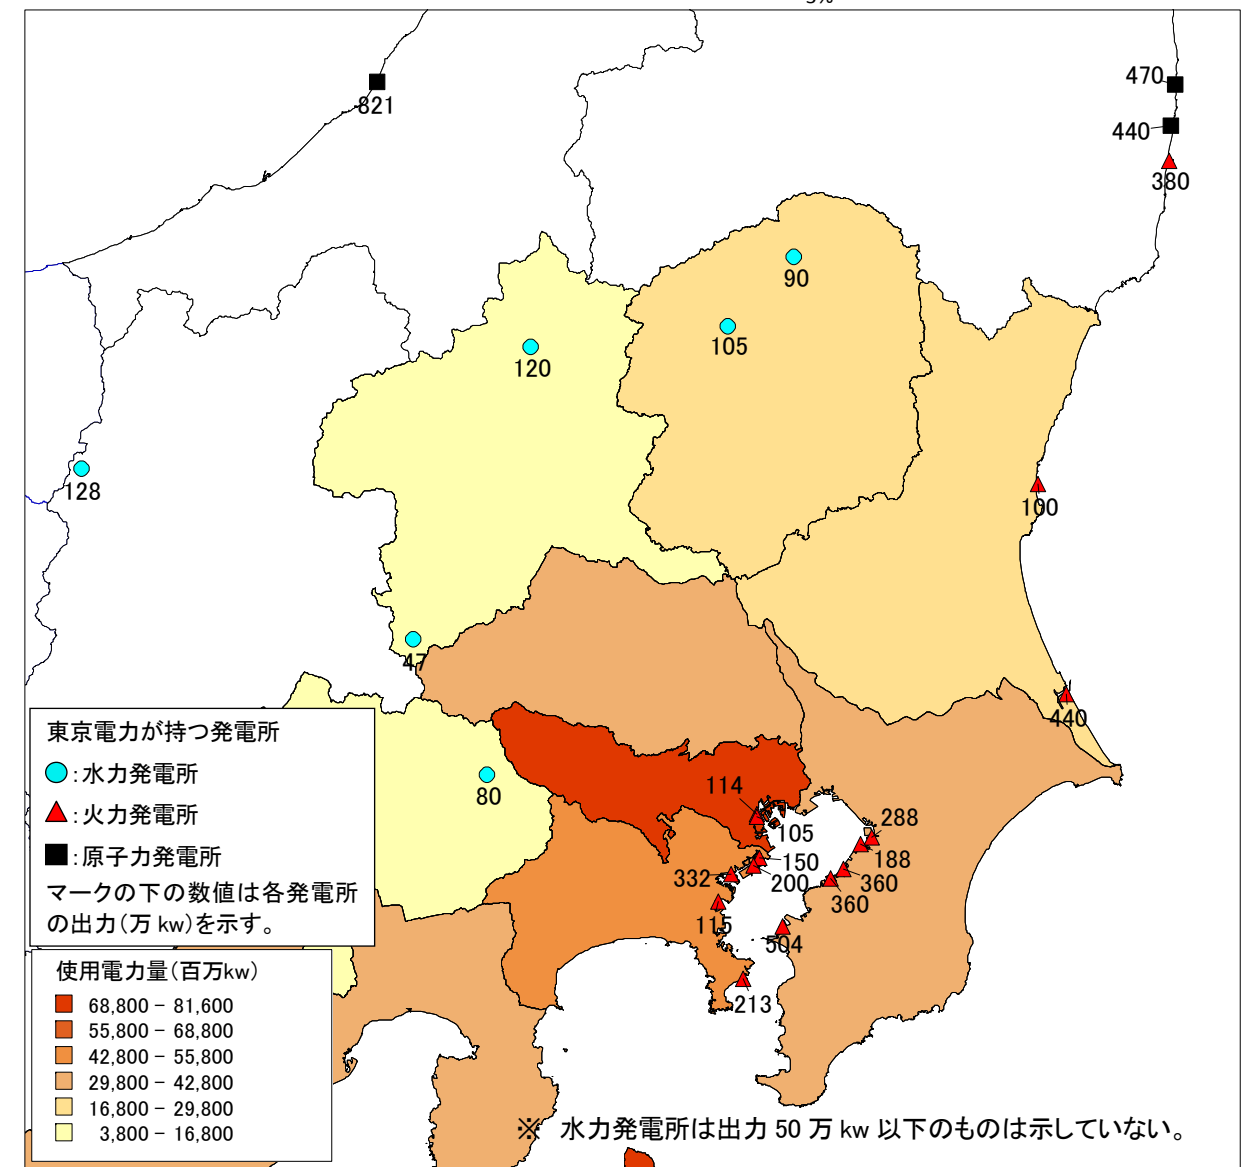 821
470
440
380
90
105
120
128
100
47
440
東京電力が持つ発電所
:水力発電所
:火力発電所
:原子力発電所
マークの下の数値は各発電所
の出力(万 kw)を示す。
80
114
105
288
150
188
332
200
360
360
115
504
213
使用電力量(百万kw)
68,800 - 81,600
55,800 - 68,800
42,800 - 55,800
29,800 - 42,800
16,800 - 29,800
3,800 - 16,800
※ 水力発電所は出力 50 万 kw 以下のものは示していない。